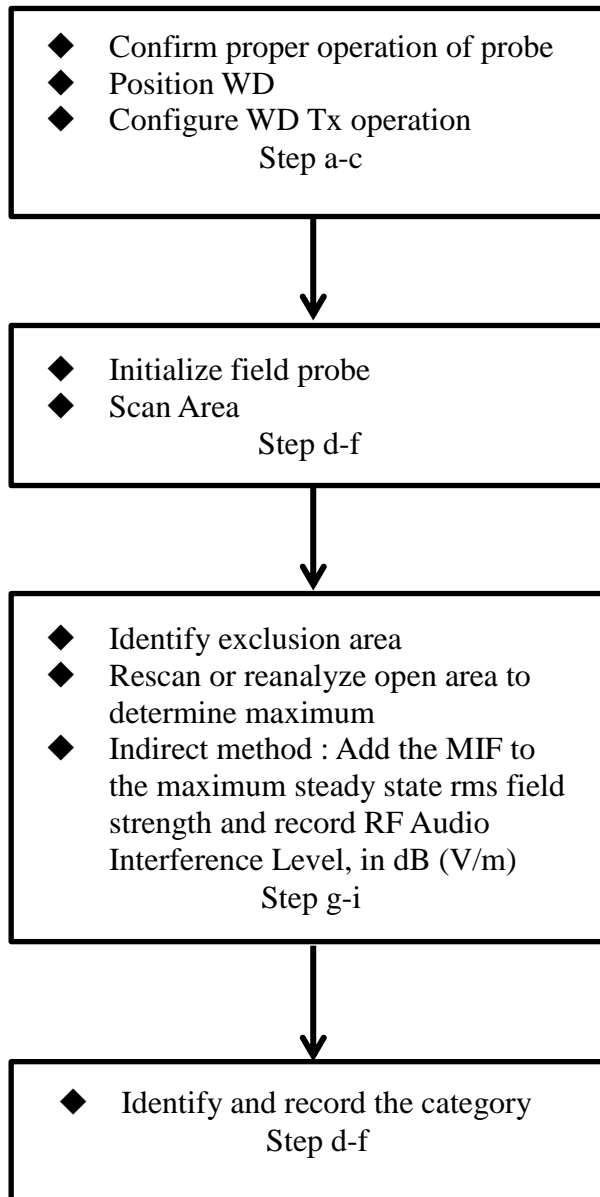 ◆ Confirm proper operation of probe
◆ Position WD
◆ Configure WD Tx operation
Step a-c
◆ Initialize field probe
◆ Scan Area
Step d-f
◆ Identify exclusion area
◆ Rescan or reanalyze open area to
determine maximum
◆ Indirect method : Add the MIF to
the maximum steady state rms field
strength and record RF Audio
Interference Level, in dB (V/m)
Step g-i
◆ Identify and record the category
Step d-f